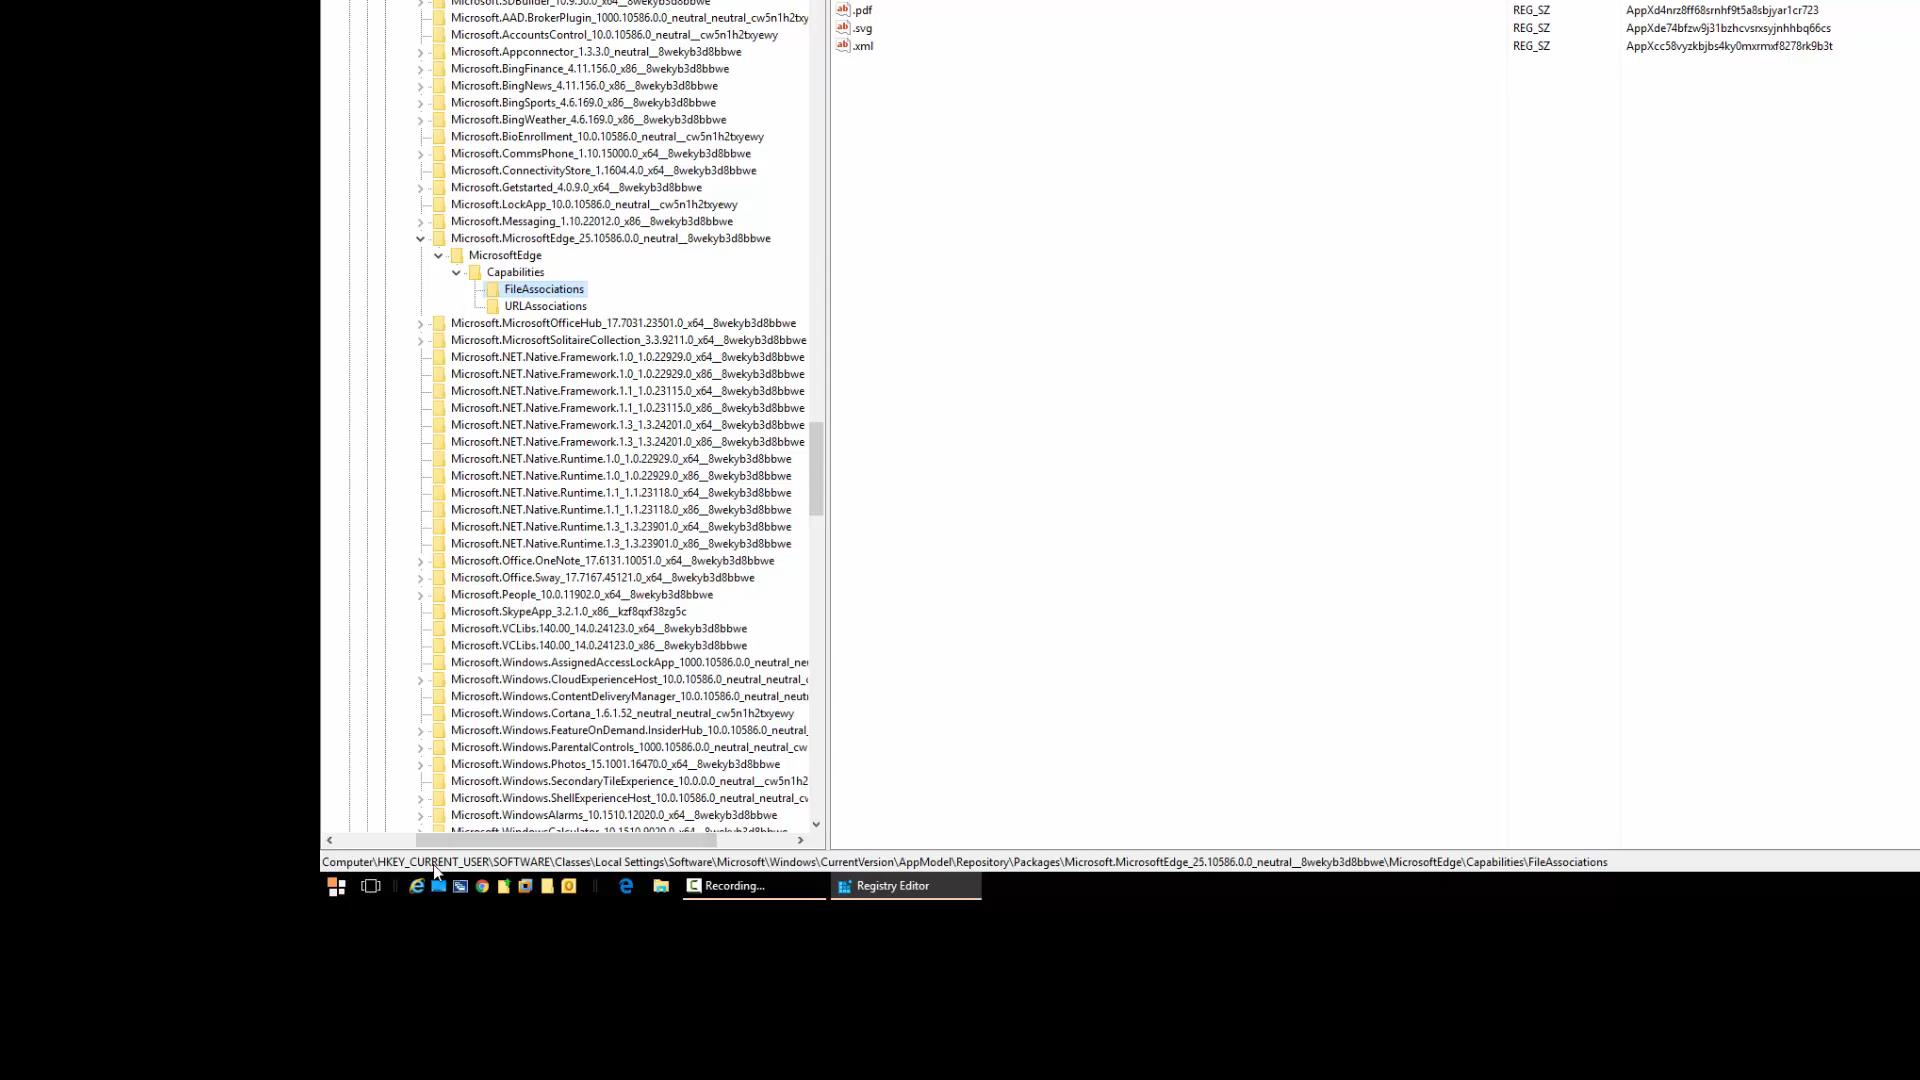 Microsoft.AAD.BrokerPlugin_1000.10586.0.0_neutral_neutral_cw5n1h2txy
Microsoft.AccountsControl_10.0.10586.0_neutral__cw5n1h2txyewy
Microsoft.Appconnector_1.3.3.0_neutral__8wekyb3d8bbwe
Microsoft.BingFinance_4.11.156.0_x86__8wekyb3d8bbwe
Microsoft.BingNews_4.11.156.0_x86__8wekyb3d8bbwe
Microsoft.BingSports_4.6.169.0_x86__8wekyb3d8bbwe
Microsoft.BingWeather_4.6.169.0_x86__8wekyb3d8bbwe
Microsoft.BioEnrollment_10.0.10586.0_neutral__cw5n1h2txyewy
Microsoft.CommsPhone_1.10.15000.0_x64__8wekyb3d8bbwe
Microsoft.ConnectivityStore_1.1604.4.0_x64__8wekyb3d8bbwe
Microsoft.Getstarted_4.0.9.0_x64__8wekyb3d8bbwe
Microsoft.LockApp_10.0.10586.0_neutral__cw5n1h2txyewy
Microsoft.Messaging_1.10.22012.0_x86__8wekyb3d8bbwe
Microsoft.MicrosoftEdge_25.10586.0.0_neutral__8wekyb3d8bbwe
MicrosoftEdge
Capabilities
FileAssociations
URLAssociations
Microsoft.MicrosoftOfficeHub_17.7031.23501.0_x64__8wekyb3d8bbwe
Microsoft.MicrosoftSolitaireCollection_3.3.9211.0_x64__8wekyb3d8bbwe
Microsoft.NET.Native.Framework.1.0_1.0.22929.0_x64__8wekyb3d8bbwe
Microsoft.NET.Native.Framework.1.0_1.0.22929.0_x86__8wekyb3d8bbwe
Microsoft.NET.Native.Framework.1.1_1.0.23115.0_x64__8wekyb3d8bbwe
Microsoft.NET.Native.Framework.1.1_1.0.23115.0_x86__8wekyb3d8bbwe
Microsoft.NET.Native.Framework.1.3_1.3.24201.0_x64__8wekyb3d8bbwe
Microsoft.NET.Native.Framework.1.3_1.3.24201.0_x86__8wekyb3d8bbwe
Microsoft.NET.Native.Runtime.1.0_1.0.22929.0_x64__8wekyb3d8bbwe
Microsoft.NET.Native.Runtime.1.0_1.0.22929.0_x86__8wekyb3d8bbwe
Microsoft.NET.Native.Runtime.1.1_1.1.23118.0_x64__8wekyb3d8bbwe
Microsoft.NET.Native.Runtime.1.1_1.1.23118.0_x86__8wekyb3d8bbwe
Microsoft.NET.Native.Runtime.1.3_1.3.23901.0_x64__8wekyb3d8bbwe
Microsoft.NET.Native.Runtime.1.3_1.3.23901.0_x86__8wekyb3d8bbwe
Microsoft.Office.OneNote_17.6131.10051.0_x64__8wekyb3d8bbwe
Microsoft.Office.Sway_17.7167.45121.0_x64__8wekyb3d8bbwe
Microsoft.People_10.0.11902.0_x64__8wekyb3d8bbwe
Microsoft.SkypeApp_3.2.1.0_x86__kzf8qxf38zg5c
Microsoft.VCLibs.140.00_14.0.24123.0_x64__8wekyb3d8bbwe
Microsoft.VCLibs.140.00_14.0.24123.0_x86__8wekyb3d8bbwe
Microsoft.Windows.AssignedAccessLockApp_1000.10586.0.0_neutral_neu
Microsoft.Windows.CloudExperienceHost_10.0.10586.0_neutral_neutral_c
Microsoft.Windows.ContentDeliveryManager_10.0.10586.0_neutral_neutr
Microsoft.Windows.Cortana_1.6.1.52_neutral_neutral_cw5n1h2txyewy
Microsoft.Windows.FeatureOnDemand.InsiderHub_10.0.10586.0_neutral_
Microsoft.Windows.ParentalControls_1000.10586.0.0_neutral_neutral_cw
Microsoft.Windows.Photos_15.1001.16470.0_x64__8wekyb3d8bbwe
Microsoft.Windows.SecondaryTileExperience_10.0.0.0_neutral__cw5n1h2
Microsoft.Windows.ShellExperienceHost_10.0.10586.0_neutral_neutral_cw
Microsoft.WindowsAlarms_10.1510.12020.0_x64__8wekyb3d8bbwe
Microsoft.WindowsCalculator_10.1510.9020.0_x64__8wekyb3d8bbwe
.pdf REG_SZ AppXd4nrz8ff68srnhf9t5a8sbjyar1cr723
.svg REG_SZ AppXde74bfzw9j31bzhcvsrxsyjnhhbq66cs
.xml REG_SZ AppXcc58vyzkbjbs4ky0mxrmxf8278rk9b3t
Computer\HKEY_CURRENT_USER\SOFTWARE\Classes\Local Settings\Software\Microsoft\Windows\CurrentVersion\AppModel\Repository\Packages\Microsoft.MicrosoftEdge_25.10586.0.0_neutral__8wekyb3d8bbwe\MicrosoftEdge\Capabilities\FileAssociations
Recording...
Registry Editor